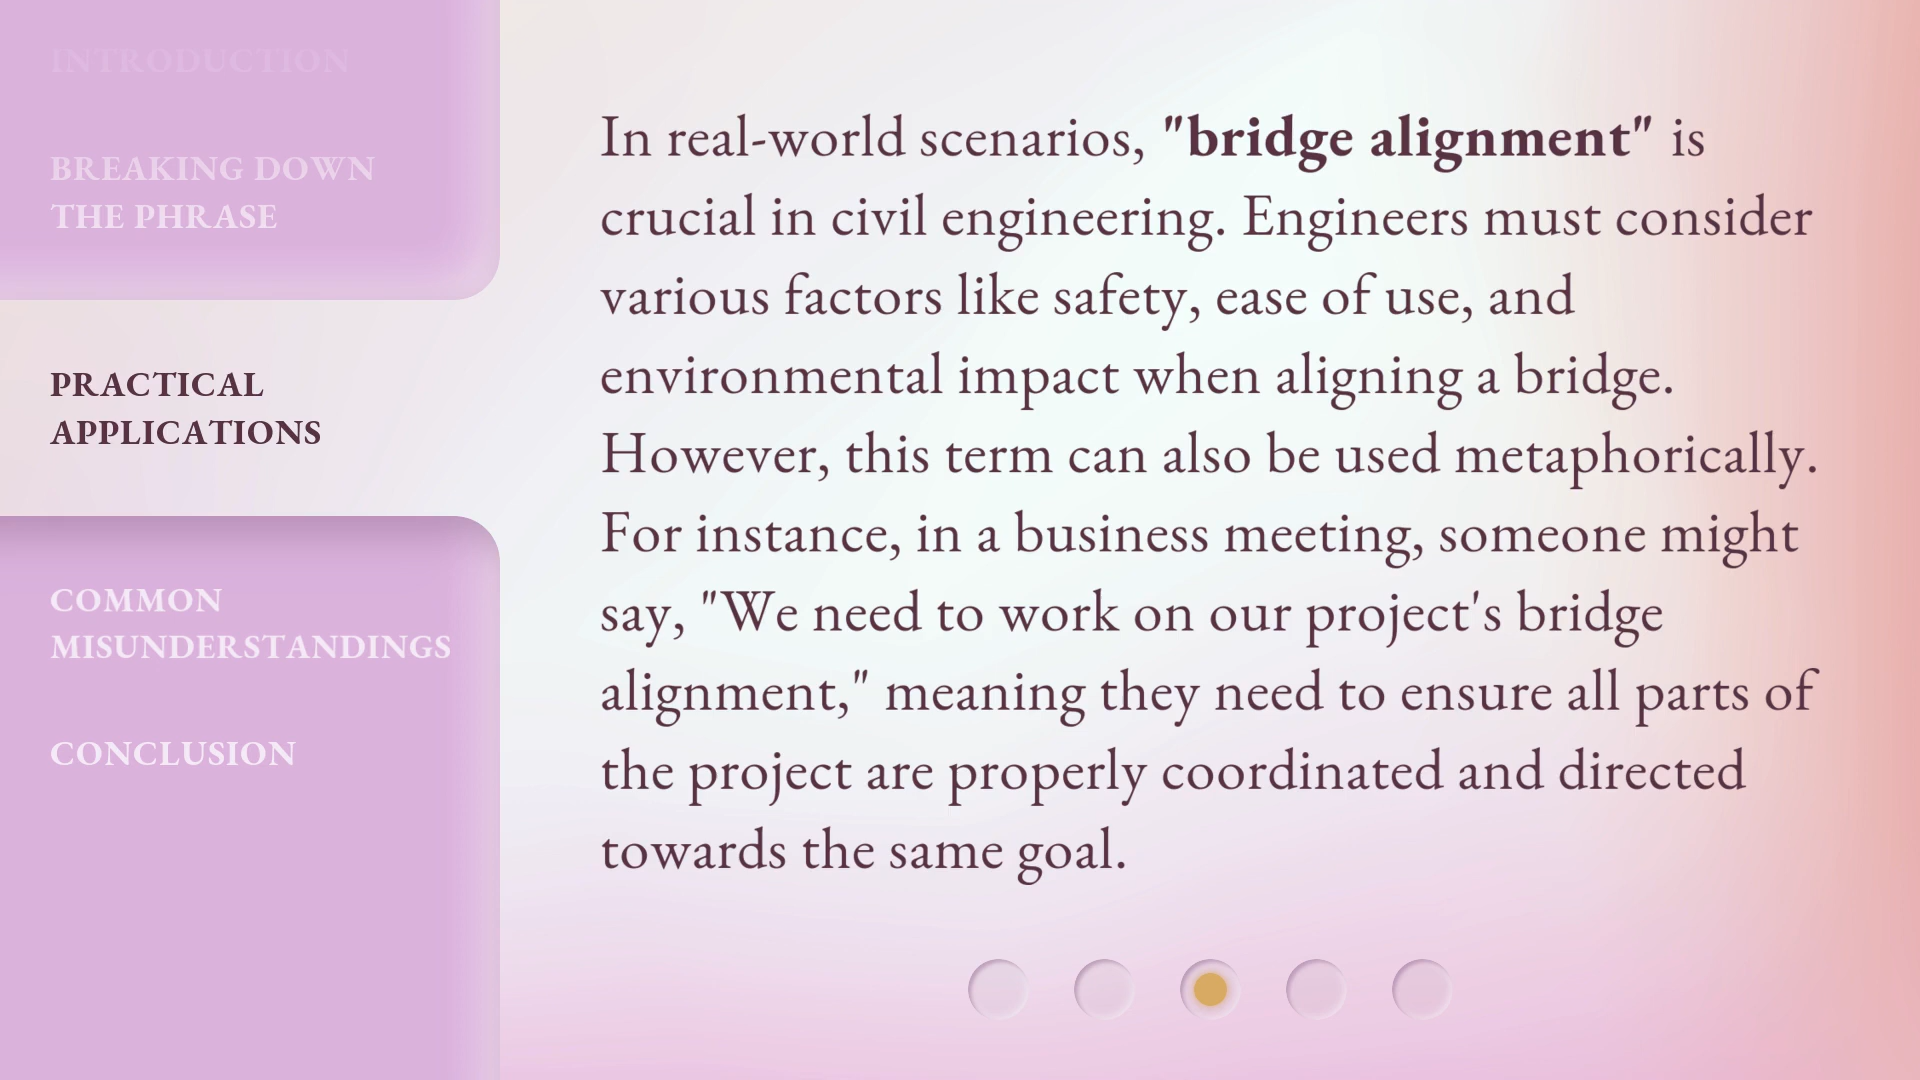 INTRODUCTION
BREAKING DOWN
THE PHRASE
PRACTICAL
APPLICATIONS
COMMON
MISUNDERSTANDINGS
CONCLUSION
In real-world scenarios, "bridge alignment" is
crucial in civil engineering. Engineers must consider
various factors like safety, ease of use, and
environmental impact when aligning a bridge.
However, this term can also be used metaphorically.
For instance, in a business meeting, someone might
say, "We need to work on our project's bridge
alignment," meaning they need to ensure all parts of
the project are properly coordinated and directed
towards the same goal.